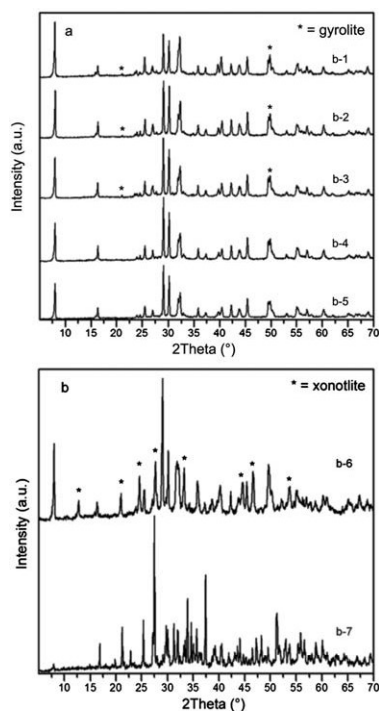 a
* = gyrolite
*
*
b-1
*
*
b-2
*
*
b-3
b-4
b-5
Intensity (a.u.)
5 10 15 20 25 30 35 40 45 50 55 60 65 70
2Theta (°)
b
* = xonotlite
* * * * * * * *
b-6
b-7
Intensity (a.u.)
5 10 15 20 25 30 35 40 45 50 55 60 65 70
2Theta (°)